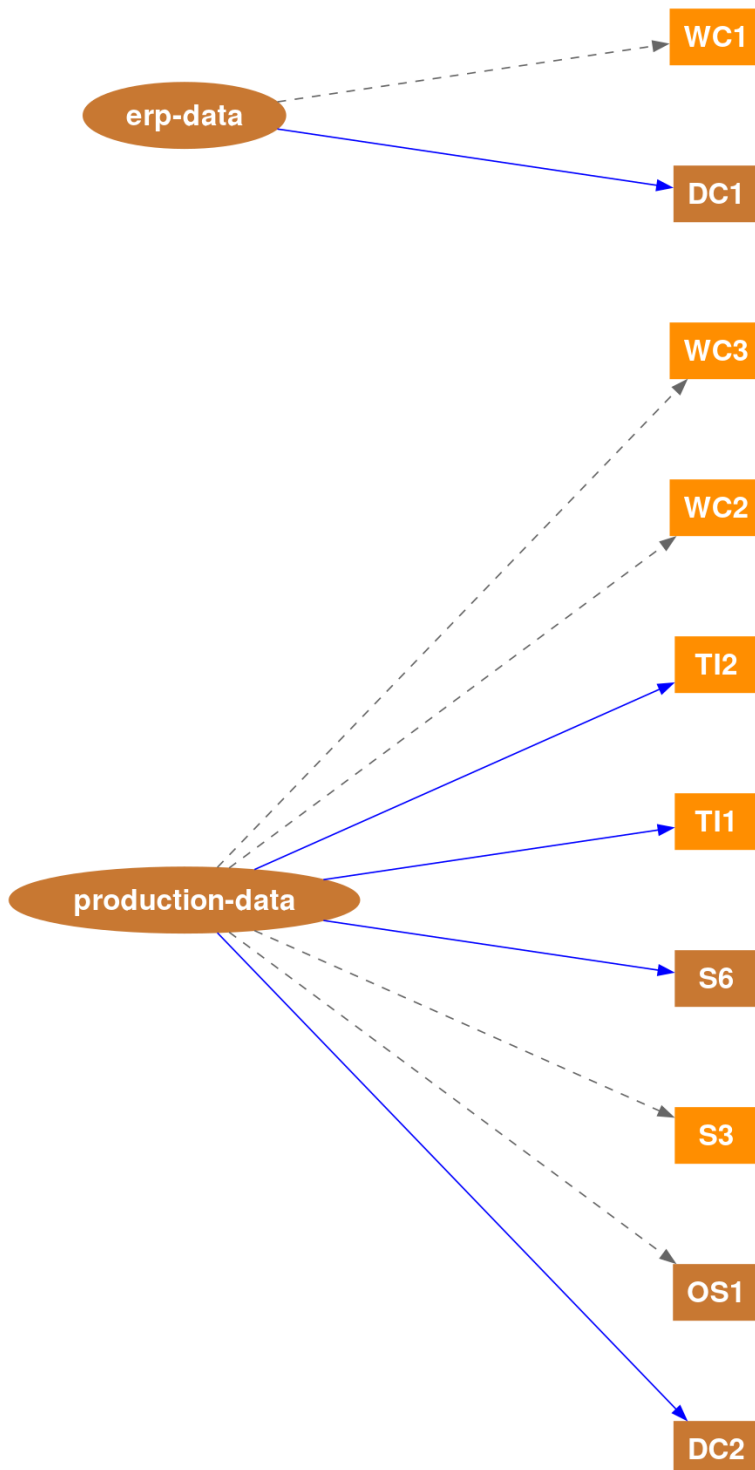 WC1
erp-data
DC1
WC3
WC2
TI2
TI1
production-data
S6
S3
OS1
DC2